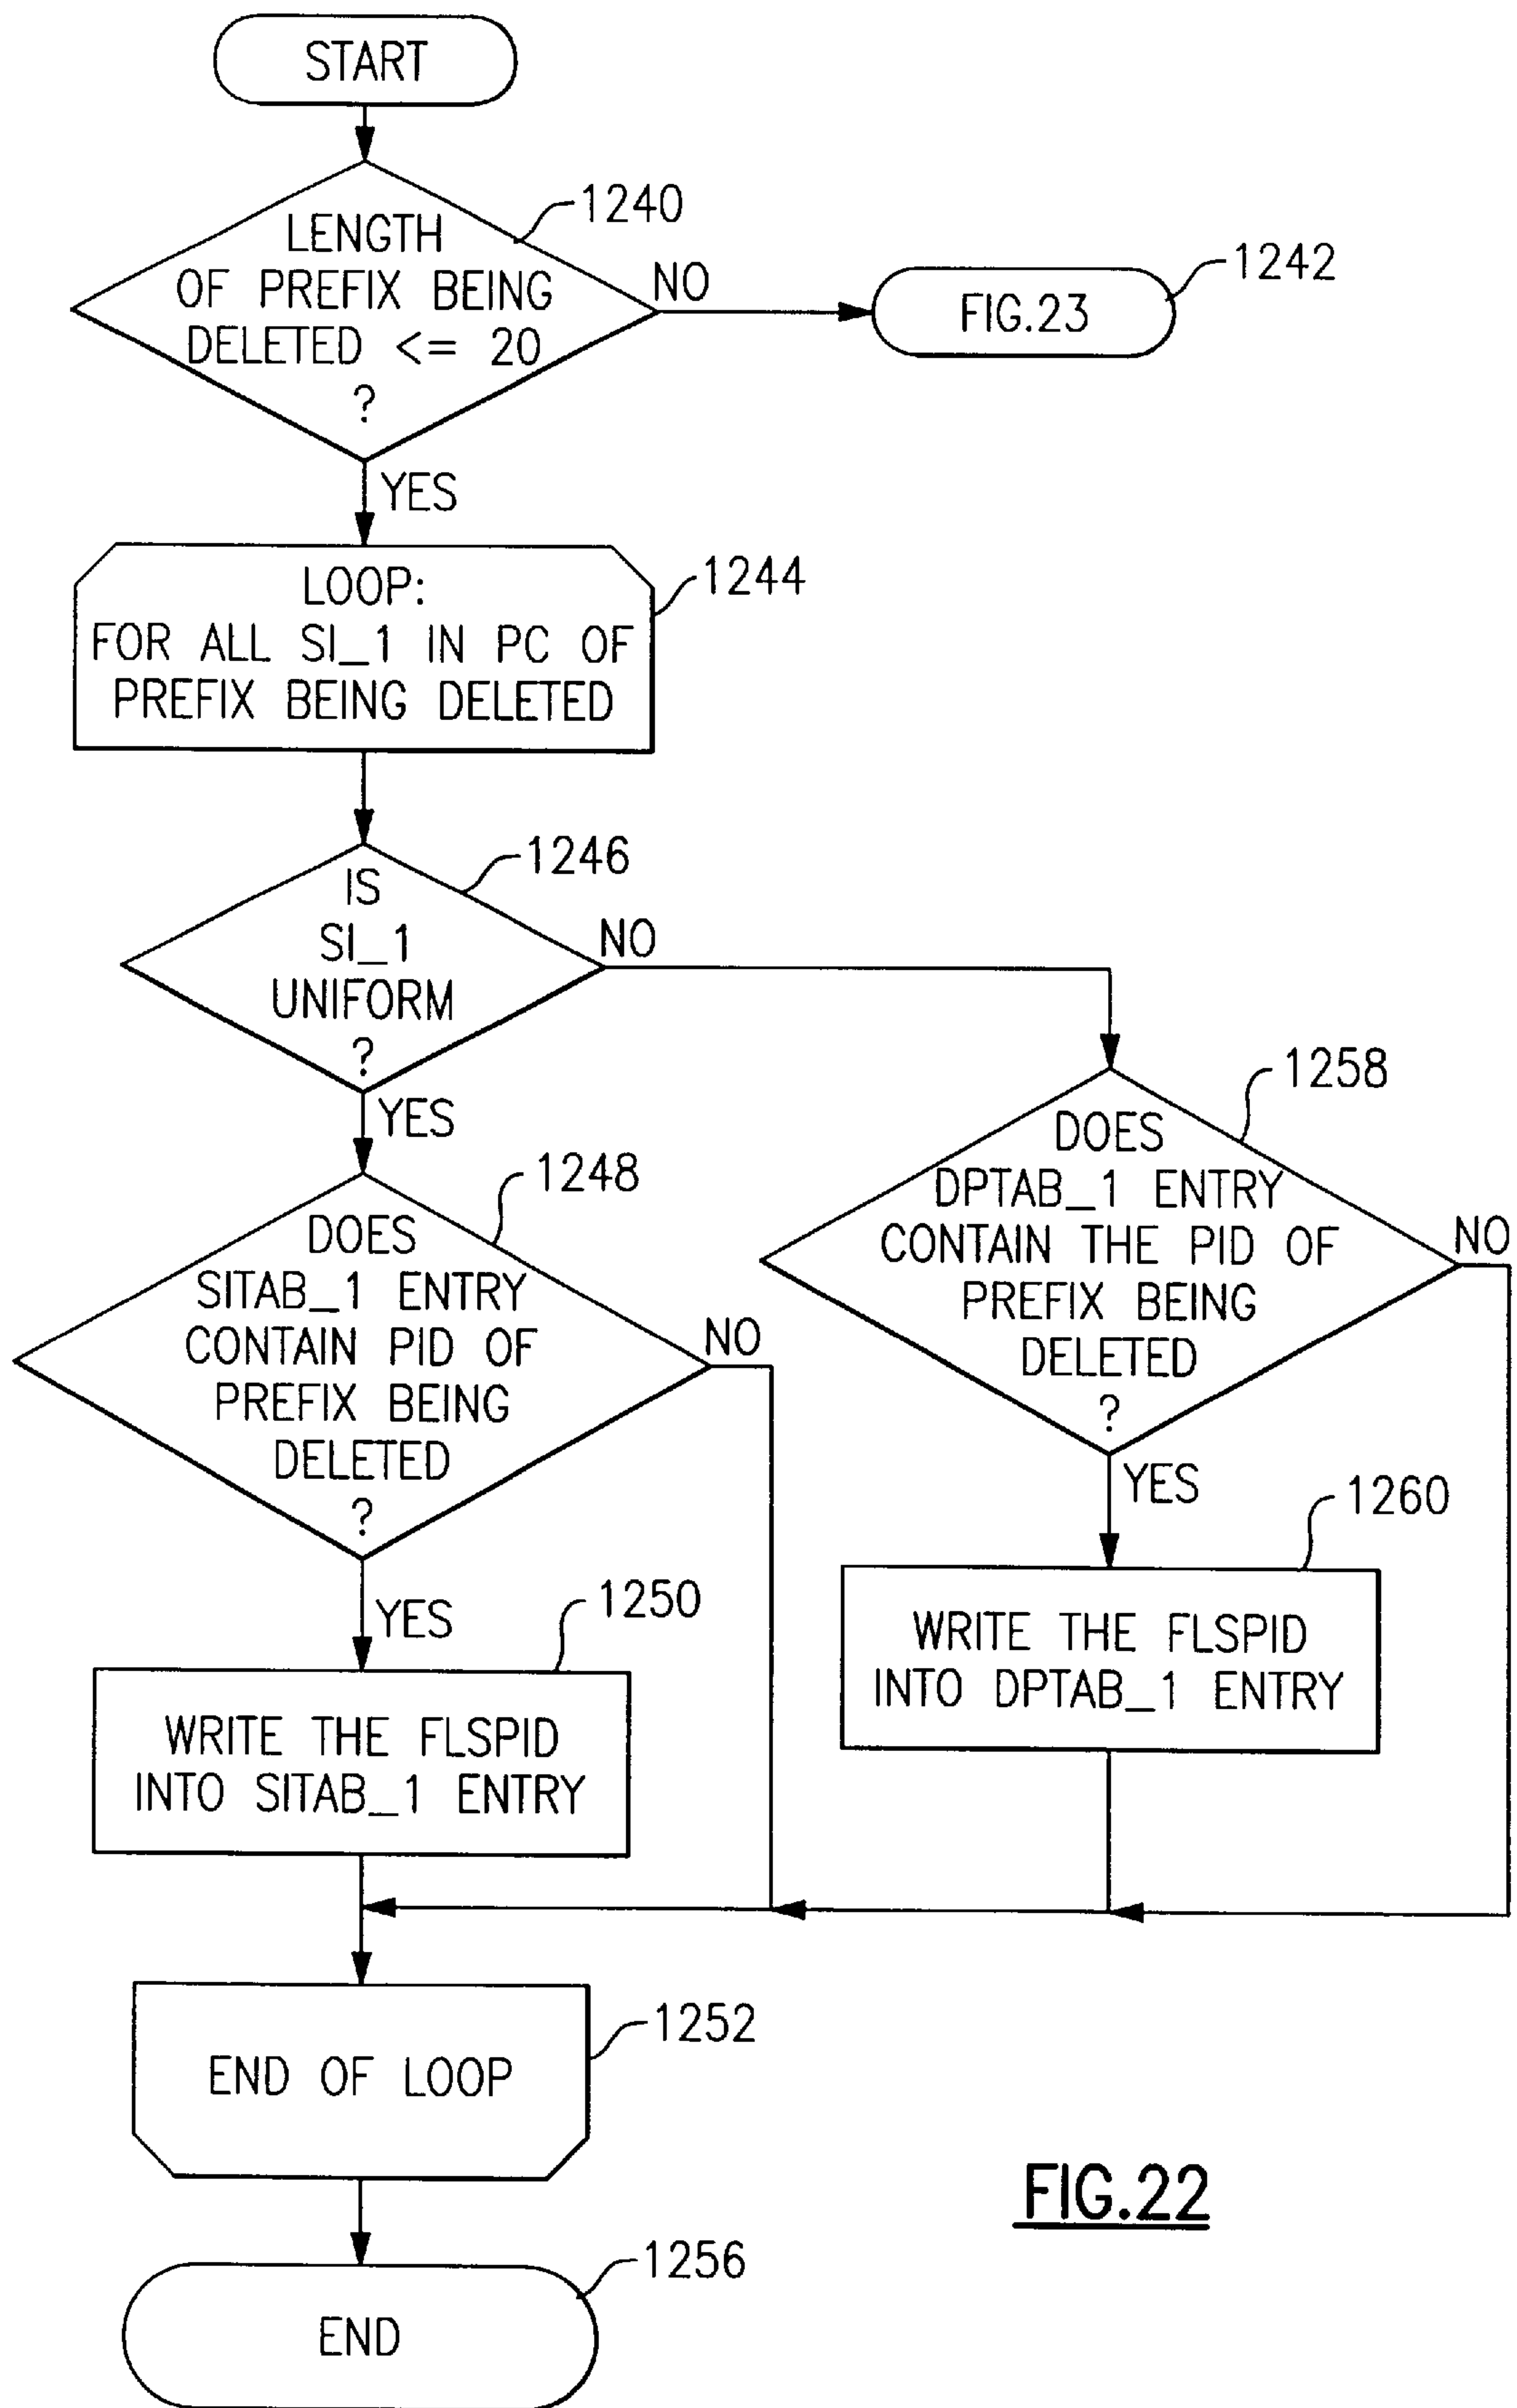 START
1240
LENGTH
OF PREFIX BEING
DELETED <= 20
?
NO
FIG.23
1242
YES
1244
LOOP:
FOR ALL SI_1 IN PC OF
PREFIX BEING DELETED
1246
IS
SI_1
UNIFORM
?
NO
YES
1248
DOES
SITAB_1 ENTRY
CONTAIN PID OF
PREFIX BEING
DELETED
?
NO
1258
DOES
DPTAB_1 ENTRY
CONTAIN THE PID OF
PREFIX BEING
DELETED
?
NO
YES
1250
WRITE THE FLSPID
INTO SITAB_1 ENTRY
YES
1260
WRITE THE FLSPID
INTO DPTAB_1 ENTRY
1252
END OF LOOP
1256
END
FIG.22